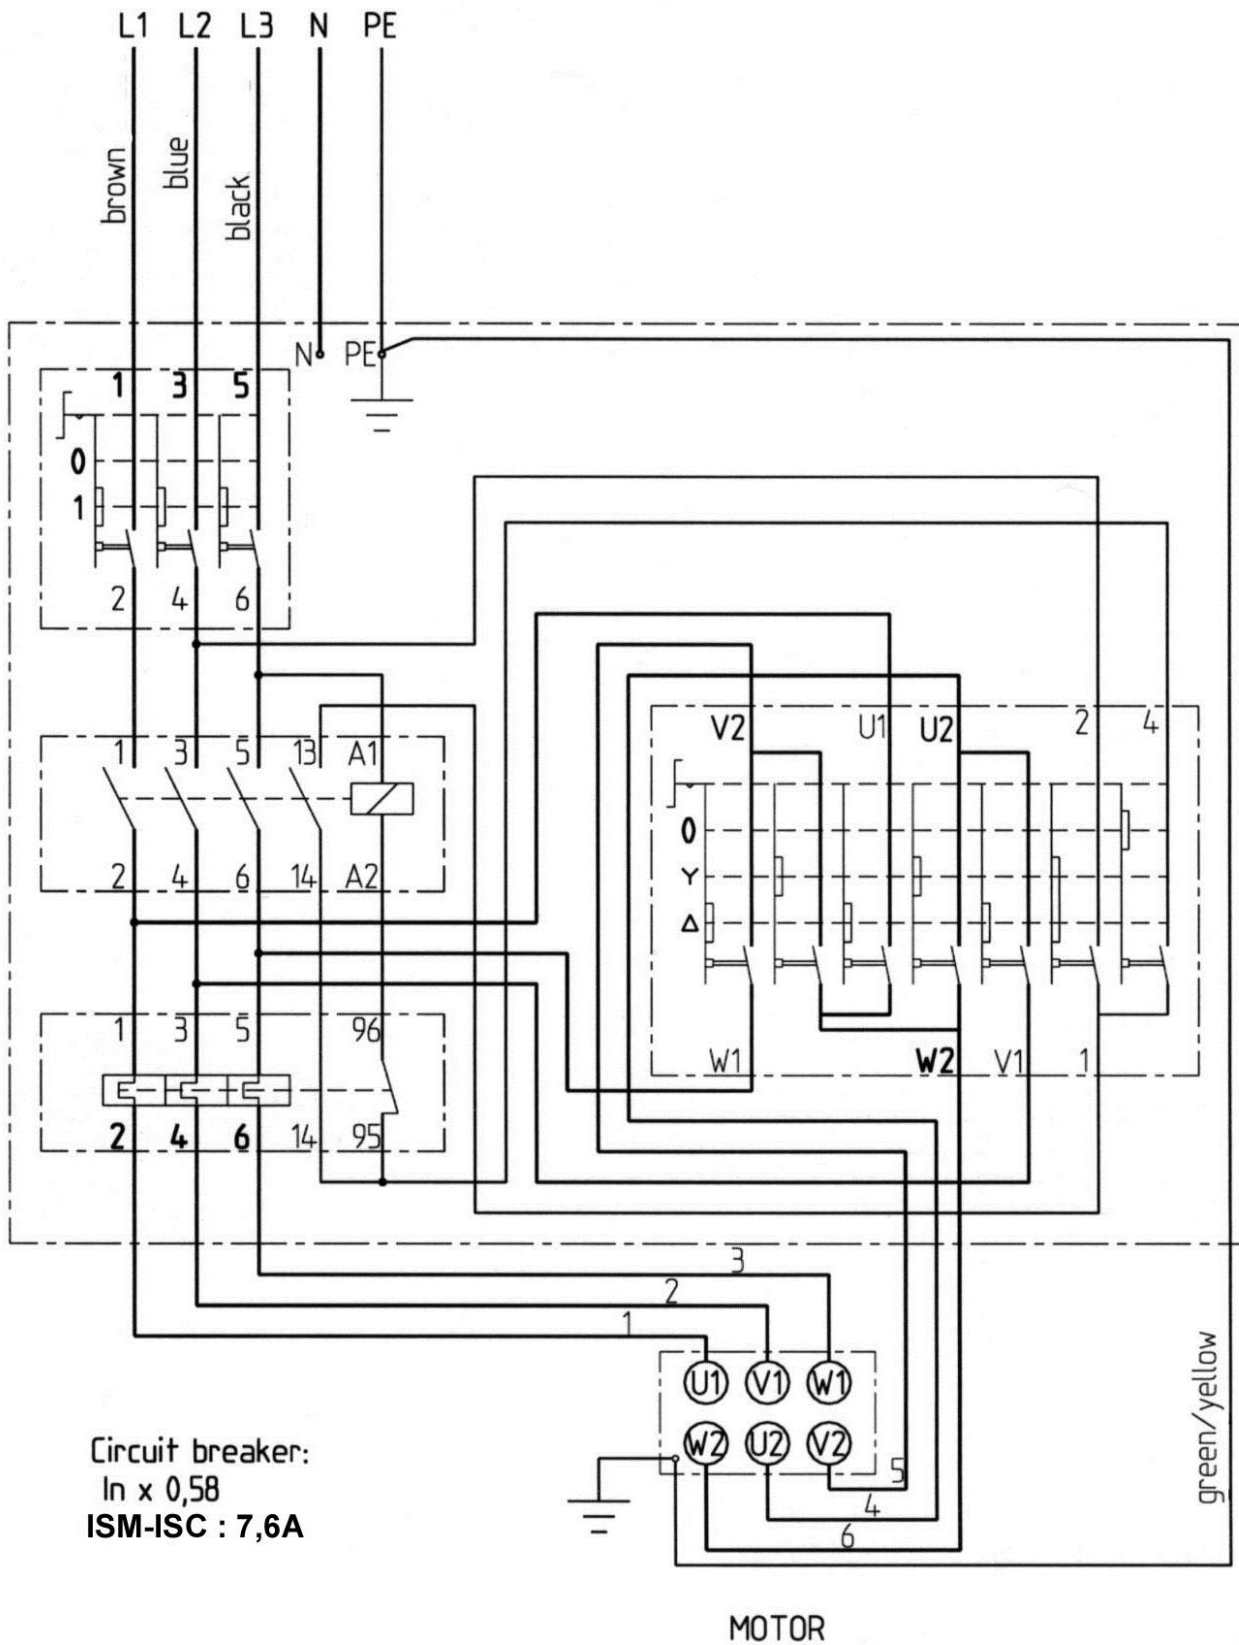 L1 L2 L3 N PE
brown
blue
black
N PE
1 3 5
0
1
2 4 6
V2 U1 U2 2 4
1 3 5 13 A1
0
Y
Δ
2 4 6 14 A2
1 3 5 96
W1 W2 V1 1
2 4 6 14 95
3
2
1
U1 V1 W1
W2 U2 V2
5
4
6
green/yellow
Circuit breaker:
In x 0,58
ISM-ISC : 7,6A
MOTOR